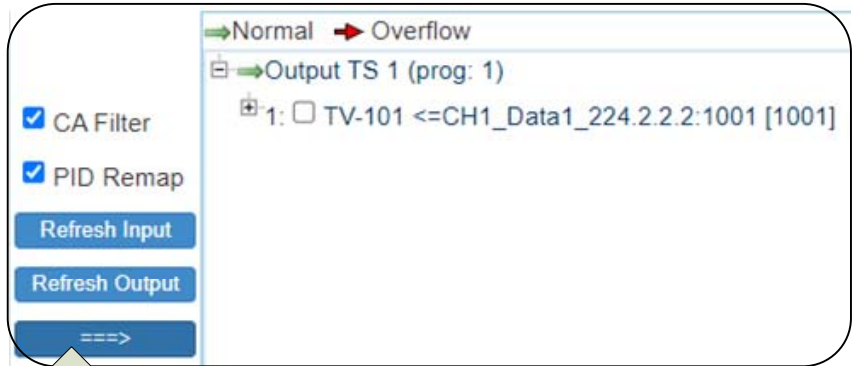 Normal Overflow
Output TS 1 (prog: 1)
CA Filter
1: TV-101 <=CH1_Data1_224.2.2.2:1001 [1001]
PID Remap
Refresh Input
Refresh Output
===>